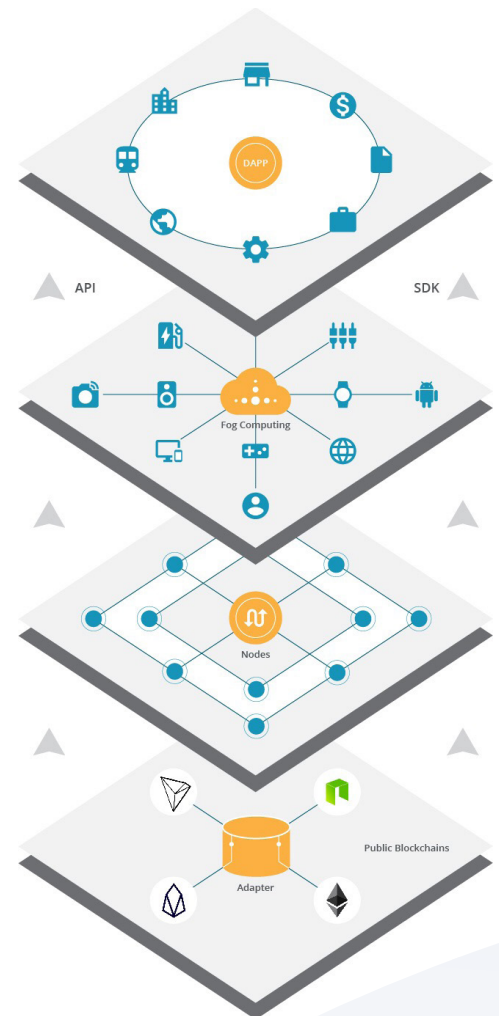 DAPP
API
SDK
Fog Computing
Nodes
Public Blockchains
Adapter